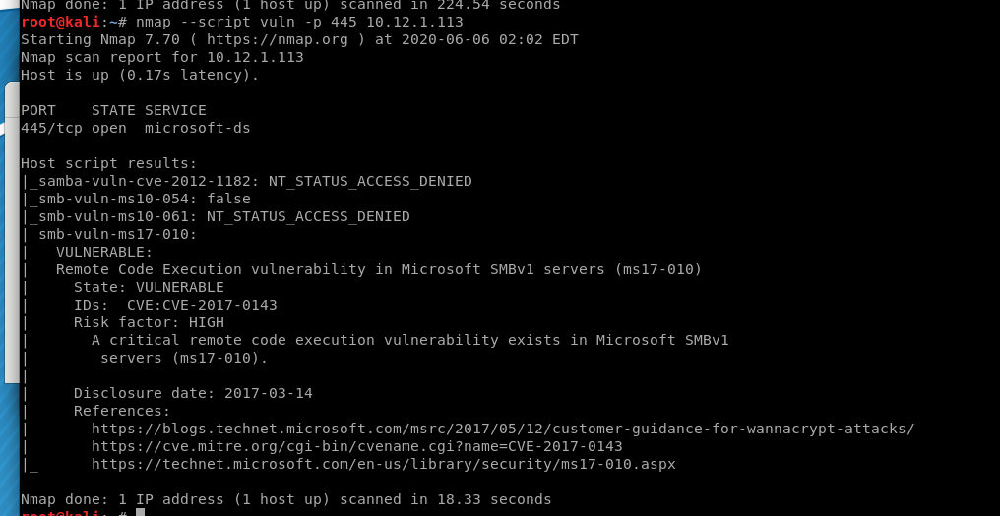 Nmap done: 1 IP address (1 host up) scanned in 224.54 seconds
root@kali:~# nmap --script vuln -p 445 10.12.1.113
Starting Nmap 7.70 ( https://nmap.org ) at 2020-06-06 02:02 EDT
Nmap scan report for 10.12.1.113
Host is up (0.17s latency).
PORT    STATE SERVICE
445/tcp open  microsoft-ds
Host script results:
|_samba-vuln-cve-2012-1182: NT_STATUS_ACCESS_DENIED
|_smb-vuln-ms10-054: false
|_smb-vuln-ms10-061: NT_STATUS_ACCESS_DENIED
| smb-vuln-ms17-010:
|   VULNERABLE:
|   Remote Code Execution vulnerability in Microsoft SMBv1 servers (ms17-010)
|     State: VULNERABLE
|     IDs:  CVE:CVE-2017-0143
|     Risk factor: HIGH
|       A critical remote code execution vulnerability exists in Microsoft SMBv1
|        servers (ms17-010).
|
|     Disclosure date: 2017-03-14
|     References:
|       https://blogs.technet.microsoft.com/msrc/2017/05/12/customer-guidance-for-wannacrypt-attacks/
|       https://cve.mitre.org/cgi-bin/cvename.cgi?name=CVE-2017-0143
|_      https://technet.microsoft.com/en-us/library/security/ms17-010.aspx
Nmap done: 1 IP address (1 host up) scanned in 18.33 seconds
root@kali:~#